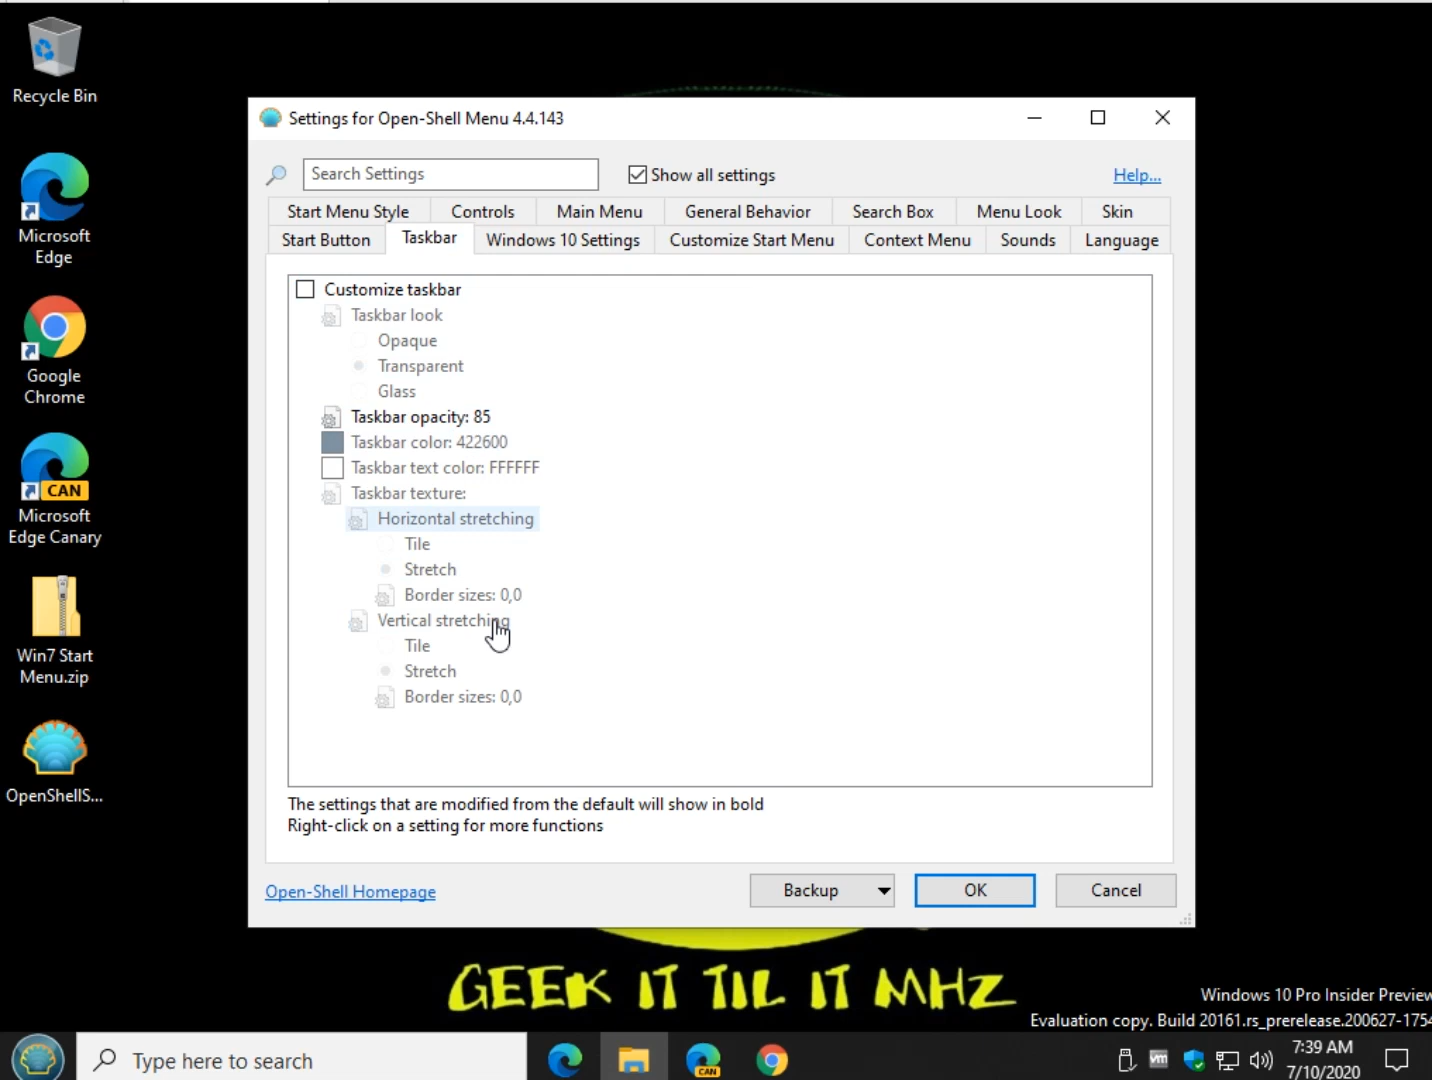 Recycle Bin
Microsoft
Edge
Google
Chrome
CAN
Microsoft
Edge Canary
Win7 Start
Menu.zip
OpenShellS...
Settings for Open-Shell Menu 4.4.143
Search Settings
Show all settings
Help...
Start Menu Style
Controls
Main Menu
General Behavior
Search Box
Menu Look
Skin
Start Button
Taskbar
Windows 10 Settings
Customize Start Menu
Context Menu
Sounds
Language
Customize taskbar
Taskbar look
Opaque
Transparent
Glass
Taskbar opacity: 85
Taskbar color: 422600
Taskbar text color: FFFFFF
Taskbar texture:
Horizontal stretching
Tile
Stretch
Border sizes: 0,0
Vertical stretching
Tile
Stretch
Border sizes: 0,0
The settings that are modified from the default will show in bold
Right-click on a setting for more functions
Open-Shell Homepage
Backup
OK
Cancel
GEEK IT TIL IT MHZ
Windows 10 Pro Insider Preview
Evaluation copy. Build 20161.rs_prerelease.200627-1754
Type here to search
CAN
vm
7:39 AM
7/10/2020